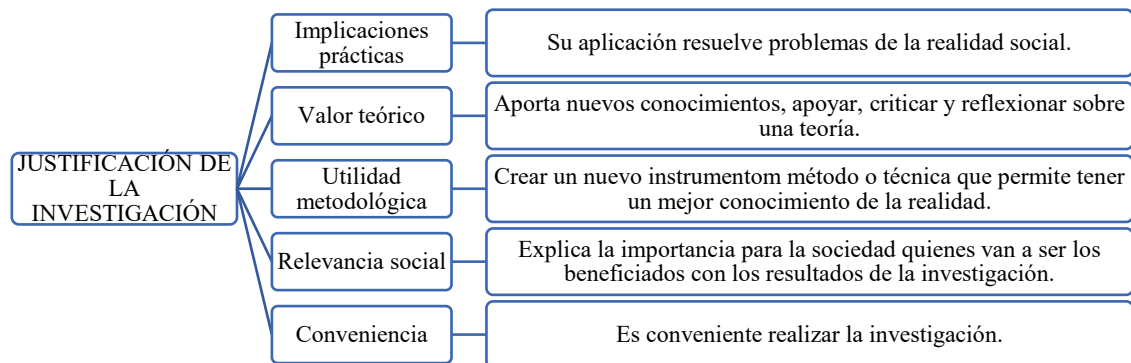 JUSTIFICACIÓN DE
LA
INVESTIGACIÓN
Implicaciones
prácticas
Su aplicación resuelve problemas de la realidad social.
Valor teórico
Aporta nuevos conocimientos, apoyar, criticar y reflexionar sobre
una teoría.
Utilidad
metodológica
Crear un nuevo instrumentom método o técnica que permite tener
un mejor conocimiento de la realidad.
Relevancia social
Explica la importancia para la sociedad quienes van a ser los
beneficiados con los resultados de la investigación.
Conveniencia
Es conveniente realizar la investigación.